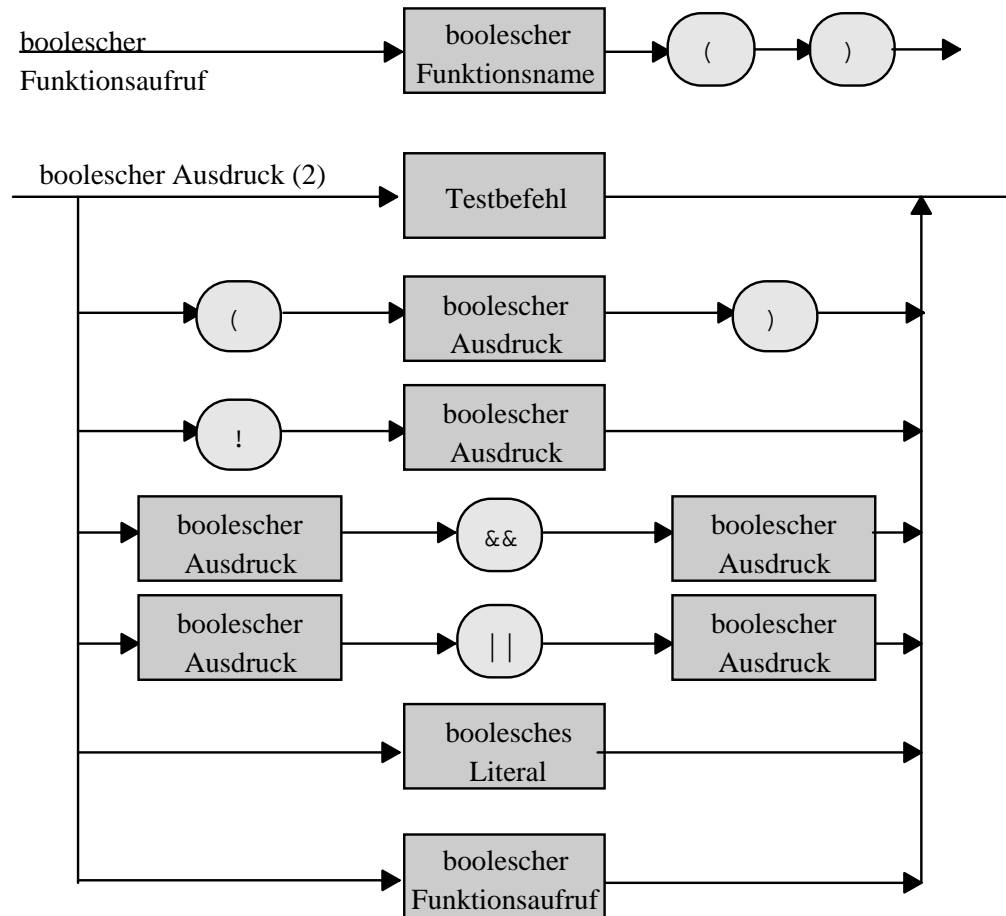 boolescher
Funktionsaufruf
boolescher
Funktionsname
(
)
boolescher Ausdruck (2)
Testbefehl
(
boolescher
Ausdruck
)
!
boolescher
Ausdruck
boolescher
Ausdruck
&&
boolescher
Ausdruck
boolescher
Ausdruck
||
boolescher
Ausdruck
boolesches
Literal
boolescher
Funktionsaufruf